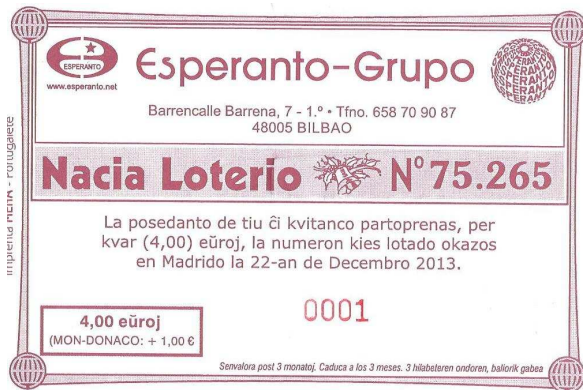 ESPERANTO
www.esperanto.net
Esperanto-Grupo
Barrencalle Barrena, 7 - 1.º • Tfno. 658 70 90 87
48005 BILBAO
Nacia Loterio Nº 75.265
La posedanto de tiu ĉi kvitanco partoprenas, per
kvar (4,00) eŭroj, la numeron kies lotado okazos
en Madrido la 22-an de Decembro 2013.
0001
4,00 eŭroj
(MON-DONACO: + 1,00 €
Senvalora post 3 monatoj. Caduca a los 3 meses. 3 hilabeteren ondoren, baliorik gabea
- Portugalete